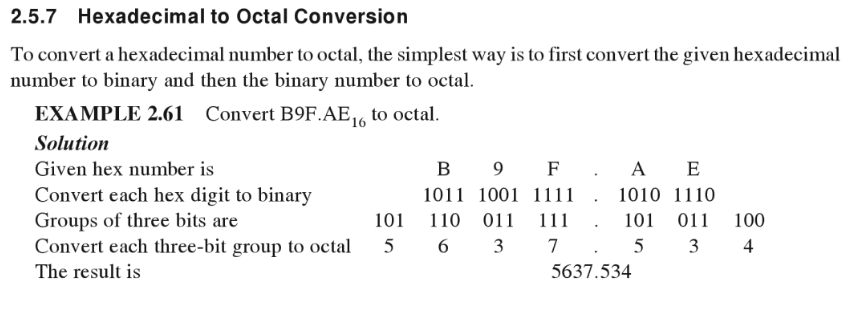 2.5.7 Hexadecimal to Octal Conversion
To convert a hexadecimal number to octal, the simplest way is to first convert the given hexadecimal
number to binary and then the binary number to octal.
EXAMPLE 2.61 Convert B9F.AE₁₆ to octal.
Solution
Given hex number is B 9 F . A E
Convert each hex digit to binary 1011 1001 1111 . 1010 1110
Groups of three bits are 101 110 011 111 . 101 011 100
Convert each three-bit group to octal 5 6 3 7 . 5 3 4
The result is 5637.534